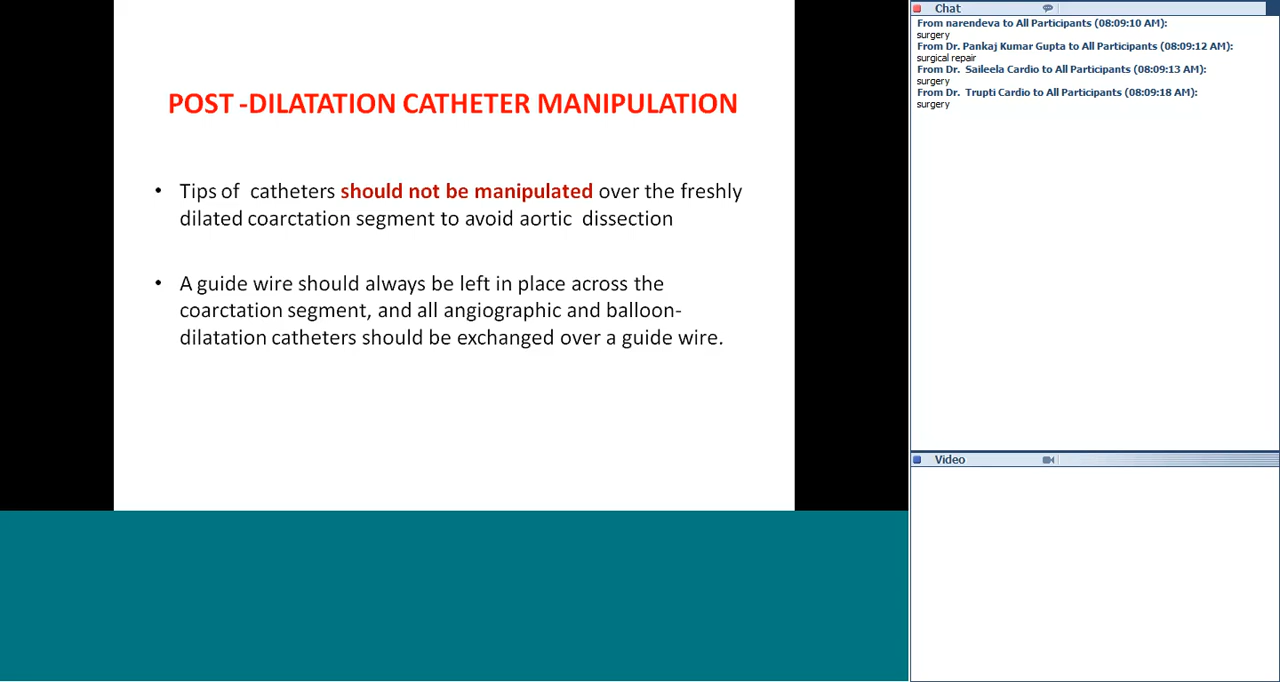 POST -DILATATION CATHETER MANIPULATION
• Tips of catheters should not be manipulated over the freshly
dilated coarctation segment to avoid aortic dissection
• A guide wire should always be left in place across the
coarctation segment, and all angiographic and balloon-
dilatation catheters should be exchanged over a guide wire.
Chat
From narendeva to All Participants (08:09:10 AM):
surgery
From Dr. Pankaj Kumar Gupta to All Participants (08:09:12 AM):
surgical repair
From Dr. Saileela Cardio to All Participants (08:09:13 AM):
surgery
From Dr. Trupti Cardio to All Participants (08:09:18 AM):
surgery
Video